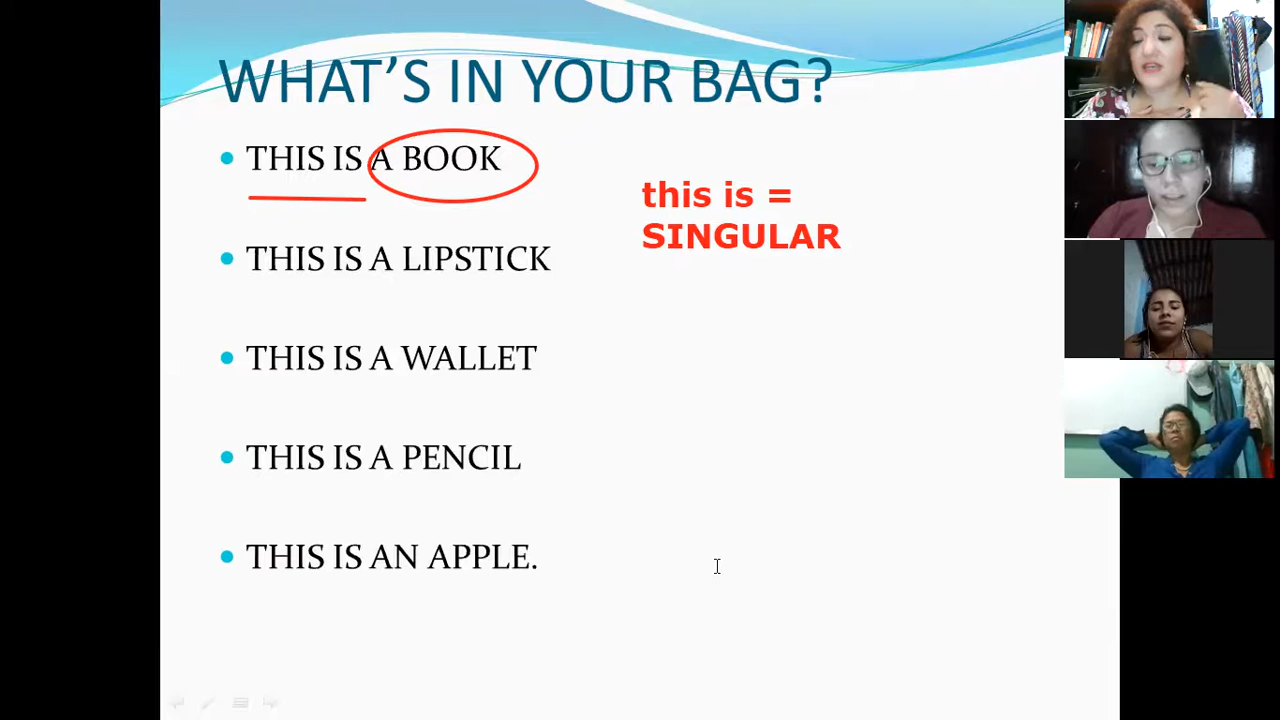 WHAT'S IN YOUR BAG?
THIS IS A BOOK
this is =
SINGULAR
THIS IS A LIPSTICK
THIS IS A WALLET
THIS IS A PENCIL
THIS IS AN APPLE.